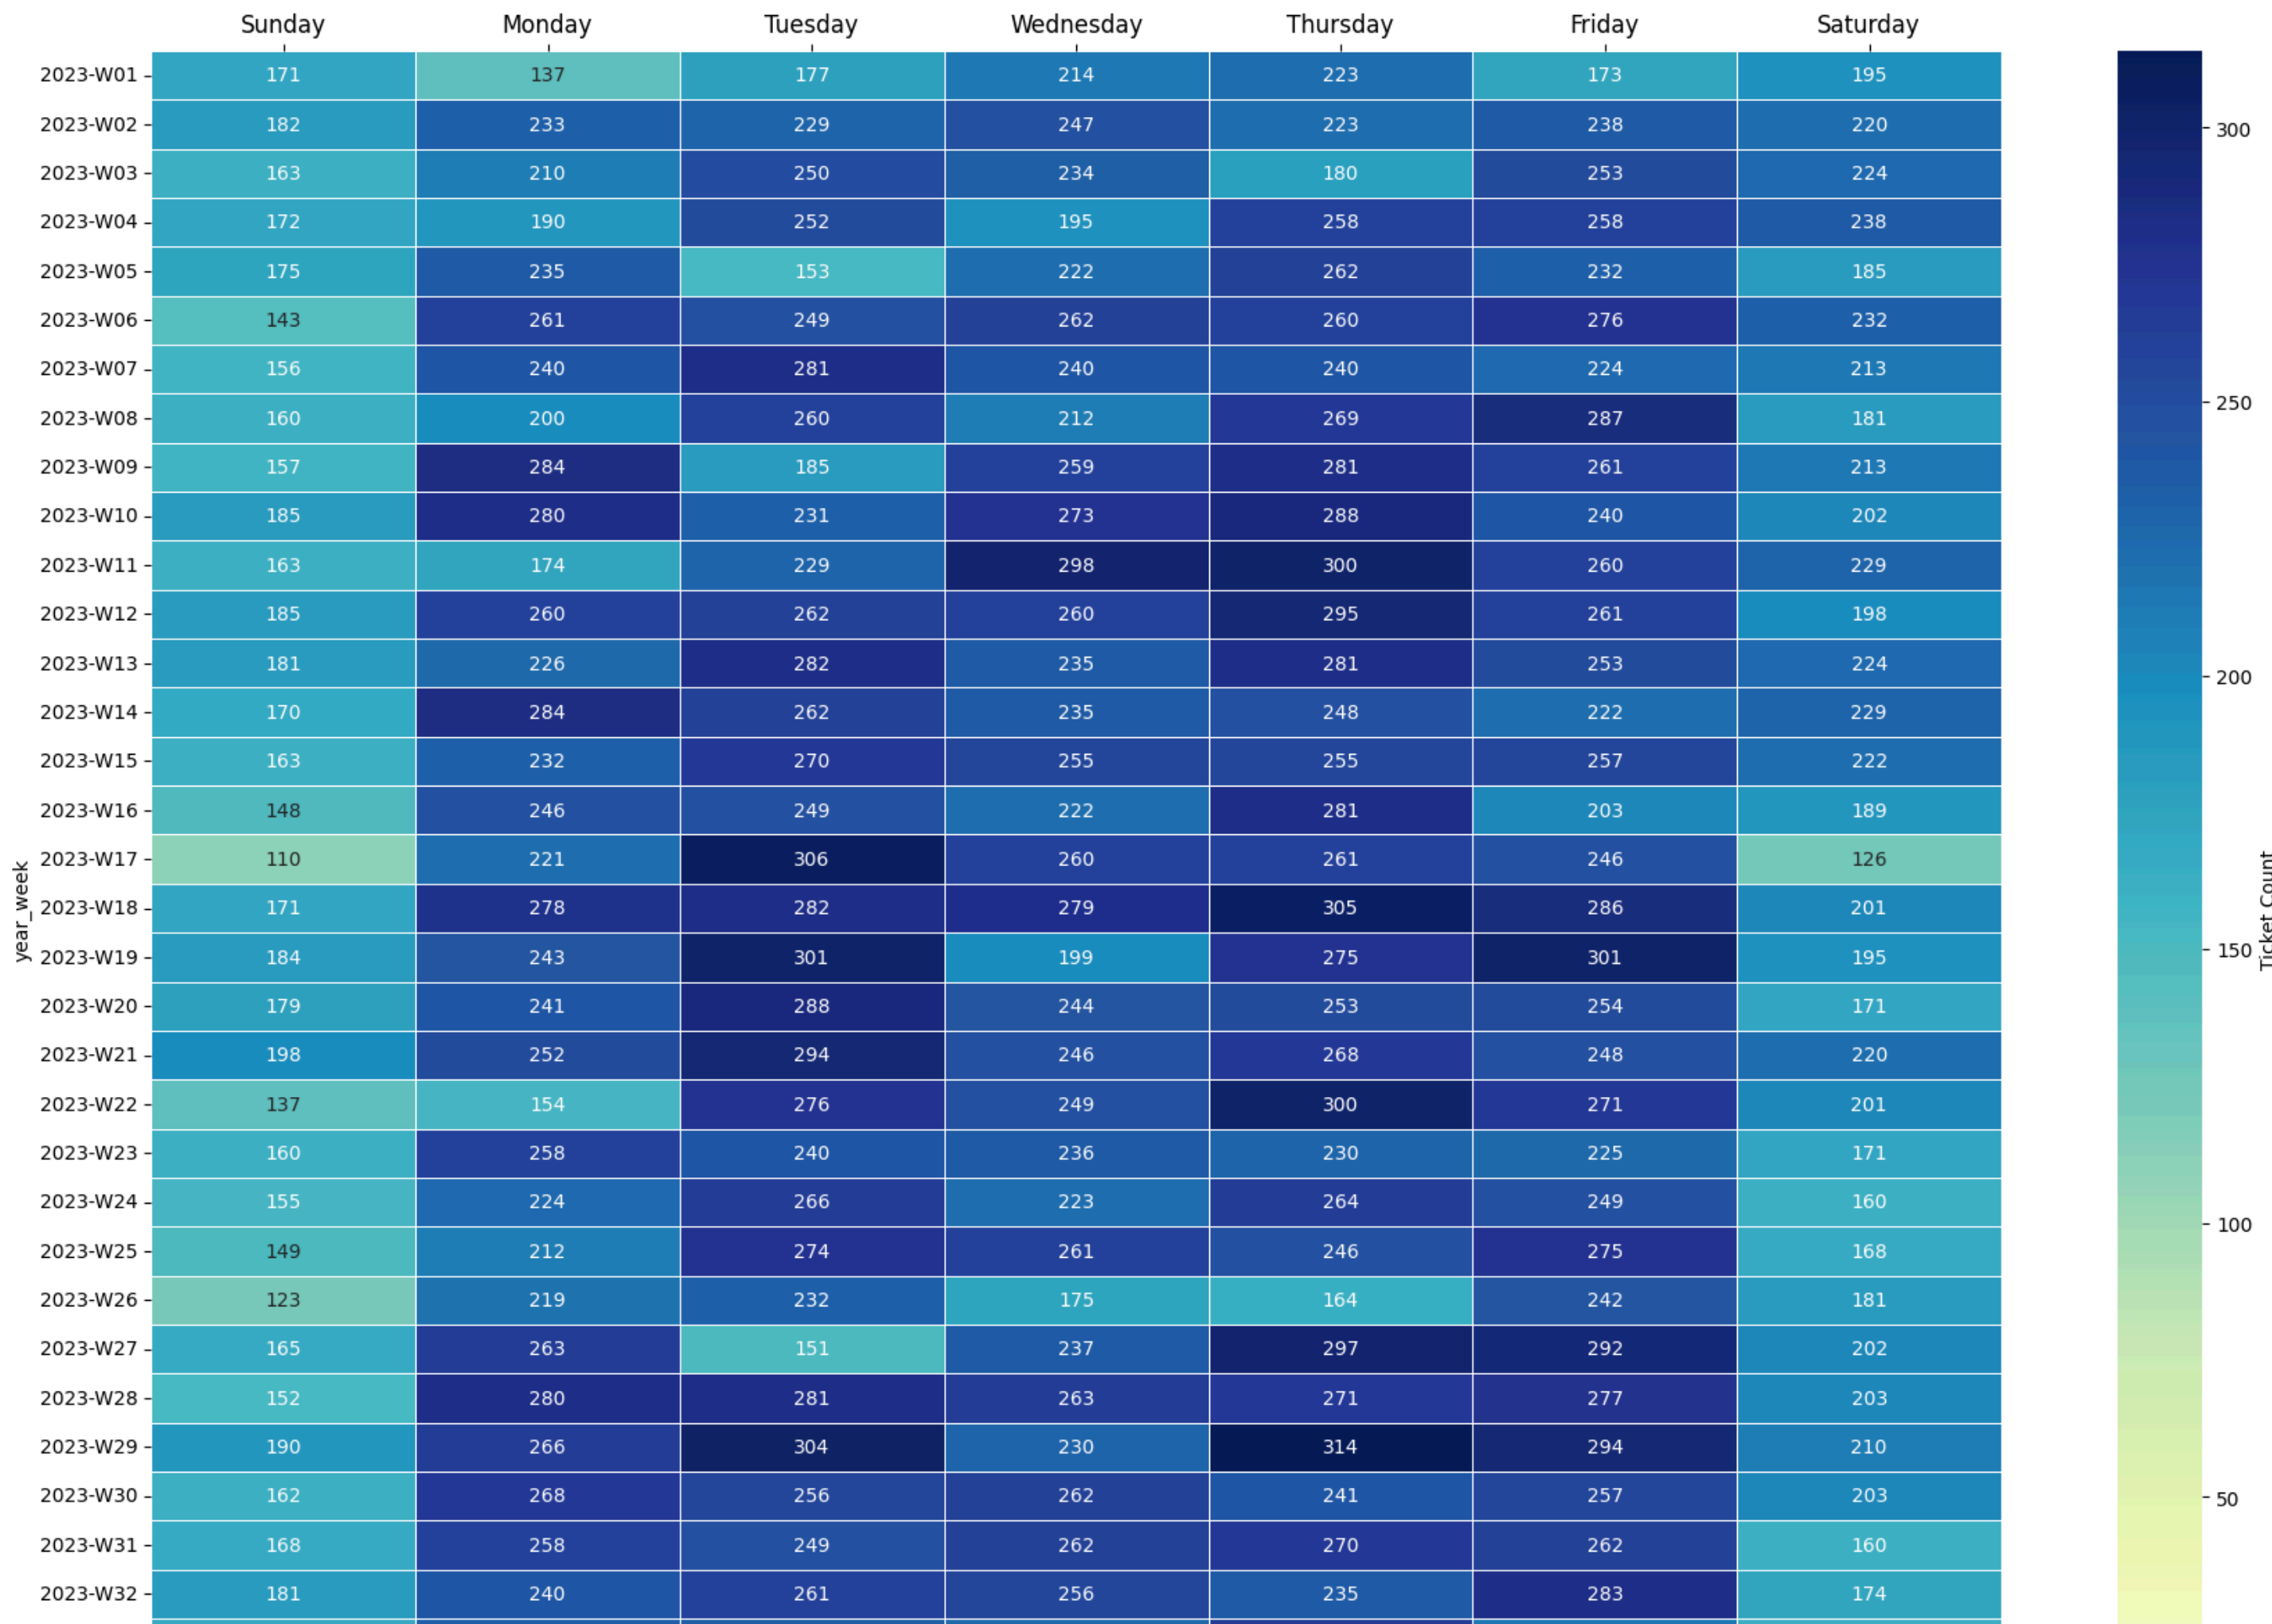 Sunday Monday Tuesday Wednesday Thursday Friday Saturday
2023-W01 171 137 177 214 223 173 195
2023-W02 182 233 229 247 223 238 220
2023-W03 163 210 250 234 180 253 224
2023-W04 172 190 252 195 258 258 238
2023-W05 175 235 153 222 262 232 185
2023-W06 143 261 249 262 260 276 232
2023-W07 156 240 281 240 240 224 213
2023-W08 160 200 260 212 269 287 181
2023-W09 157 284 185 259 281 261 213
2023-W10 185 280 231 273 288 240 202
2023-W11 163 174 229 298 300 260 229
2023-W12 185 260 262 260 295 261 198
2023-W13 181 226 282 235 281 253 224
2023-W14 170 284 262 235 248 222 229
2023-W15 163 232 270 255 255 257 222
2023-W16 148 246 249 222 281 203 189
2023-W17 110 221 306 260 261 246 126
2023-W18 171 278 282 279 305 286 201
2023-W19 184 243 301 199 275 301 195
2023-W20 179 241 288 244 253 254 171
2023-W21 198 252 294 246 268 248 220
2023-W22 137 154 276 249 300 271 201
2023-W23 160 258 240 236 230 225 171
2023-W24 155 224 266 223 264 249 160
2023-W25 149 212 274 261 246 275 168
2023-W26 123 219 232 175 164 242 181
2023-W27 165 263 151 237 297 292 202
2023-W28 152 280 281 263 271 277 203
2023-W29 190 266 304 230 314 294 210
2023-W30 162 268 256 262 241 257 203
2023-W31 168 258 249 262 270 262 160
2023-W32 181 240 261 256 235 283 174
year_week
300
250
200
150
100
50
Ticket Count